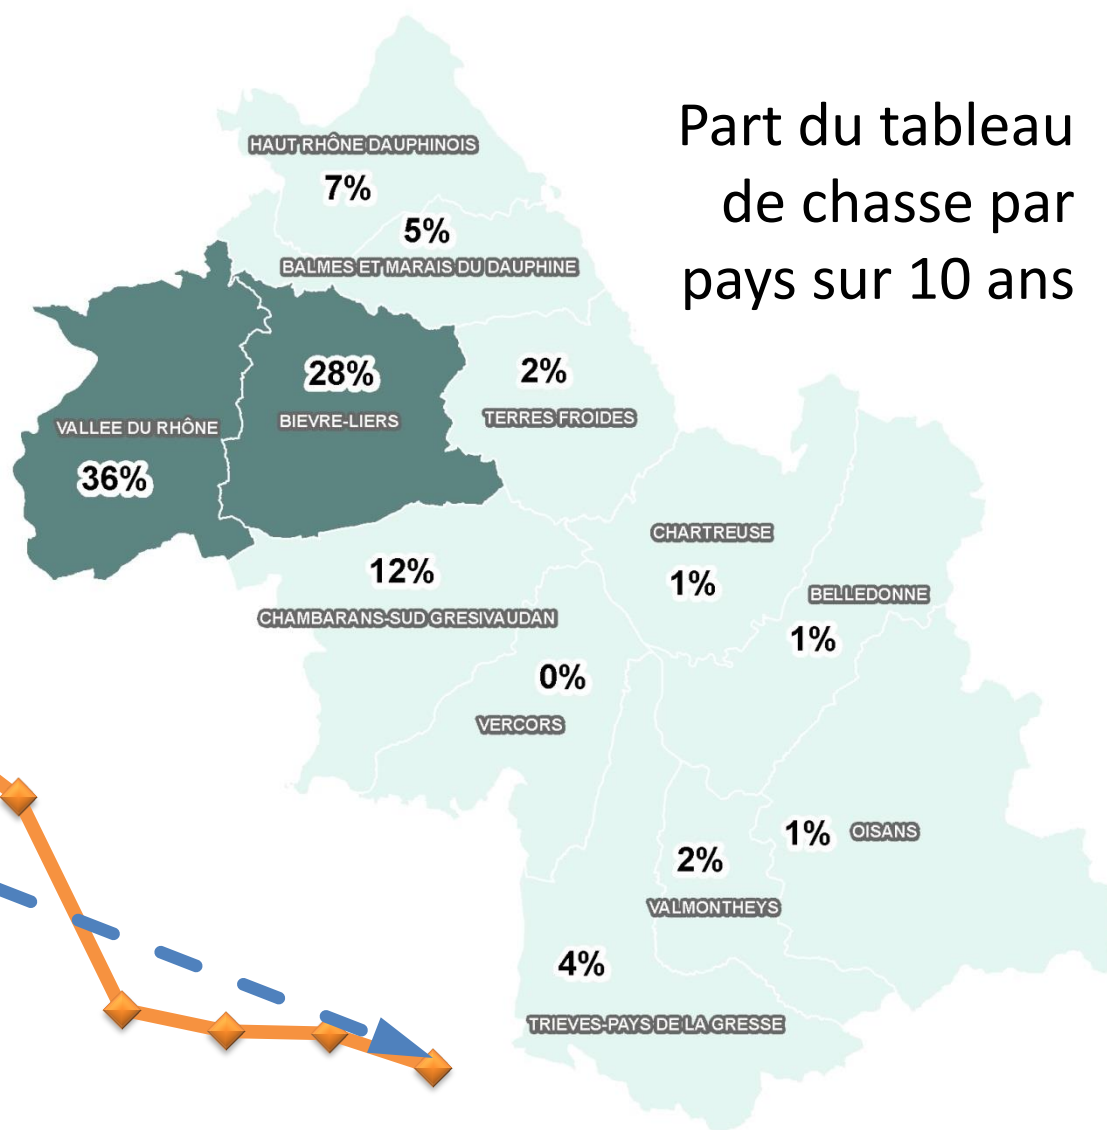 Part du tableau
de chasse par
pays sur 10 ans
HAUT RHÔNE DAUPHINOIS
7%
5%
BALMES ET MARAIS DU DAUPHINE
28%
BIEVRE-LIERS
2%
TERRES FROIDES
VALLEE DU RHÔNE
36%
CHARTREUSE
1%
12%
CHAMBARANS-SUD GRESIVAUDAN
BELLEDONNE
1%
0%
VERCORS
1% OISANS
2%
VALMONTHEYS
4%
TRIEVES-PAYS DE LA GRESSE